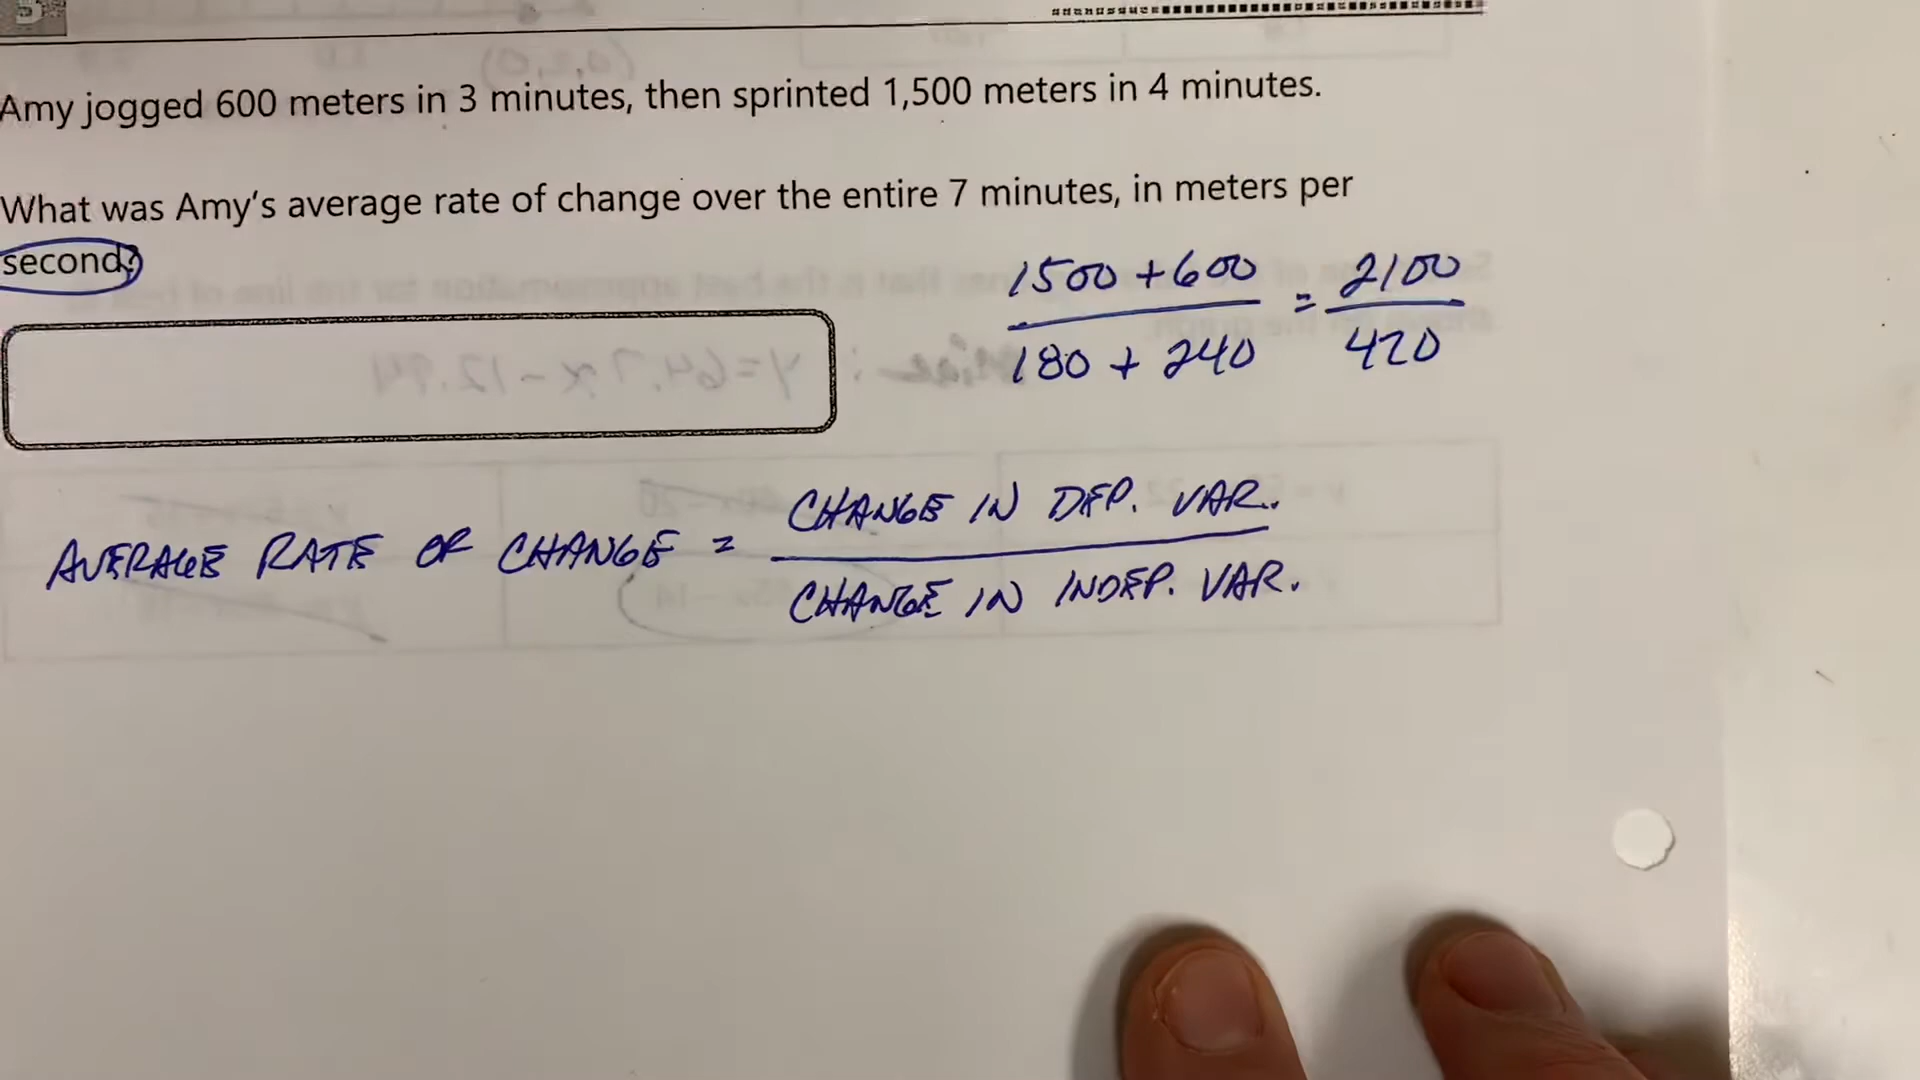 Amy jogged 600 meters in 3 minutes, then sprinted 1,500 meters in 4 minutes.
What was Amy's average rate of change over the entire 7 minutes, in meters per
second?
1500 + 600 = 2100
180 + 240 420
AVERAGE RATE OF CHANGE = CHANGE IN DEP. VAR.
CHANGE IN INDEP. VAR.